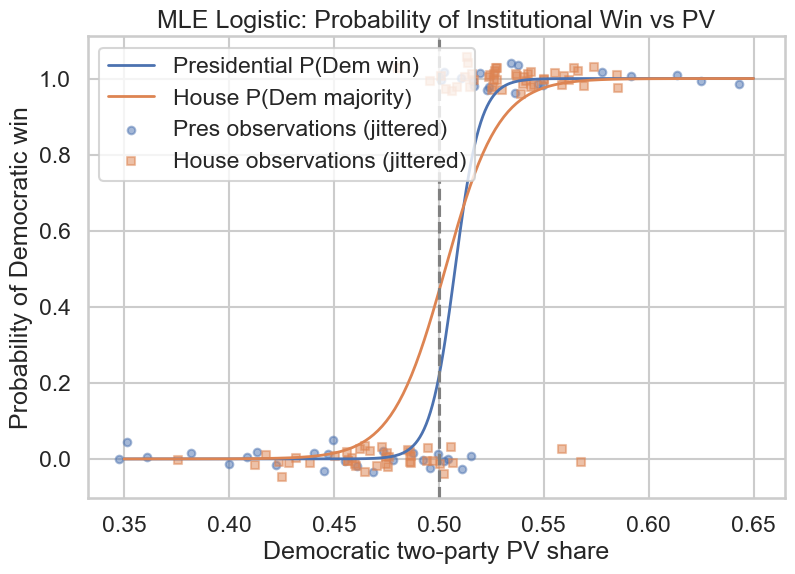 MLE Logistic: Probability of Institutional Win vs PV
Presidential P(Dem win)
House P(Dem majority)
Pres observations (jittered)
House observations (jittered)
Probability of Democratic win
1.0
0.8
0.6
0.4
0.2
0.0
0.35 0.40 0.45 0.50 0.55 0.60 0.65
Democratic two-party PV share